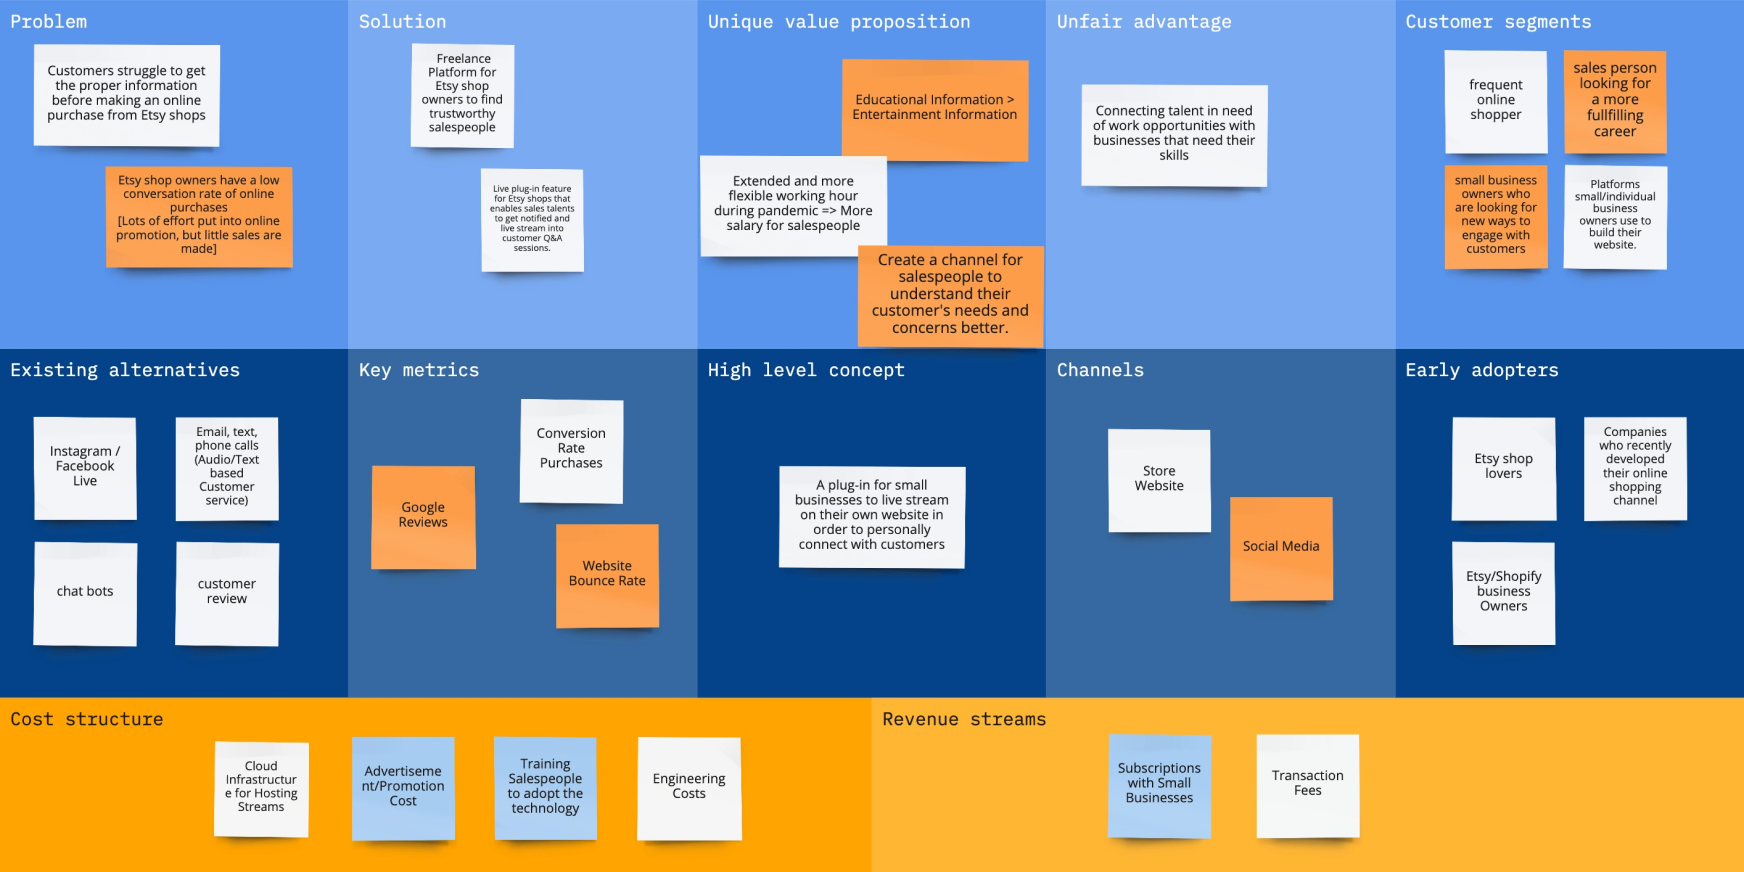 Problem
Customers struggle to get
the proper information
before making an online
purchase from Etsy shops
Etsy shop owners have a low
conversation rate of online
purchases
[Lots of effort put into online
promotion, but little sales are
made]
Solution
Freelance
Platform for
Etsy shop
owners to find
trustworthy
salespeople
Live plug-in feature
for Etsy shops that
enables sales talents
to get notified and
live stream into
customer Q&A
sessions.
Unique value proposition
Educational Information >
Entertainment Information
Extended and more
flexible working hour
during pandemic => More
salary for salespeople
Create a channel for
salespeople to
understand their
customer's needs and
concerns better.
Unfair advantage
Connecting talent in need
of work opportunities with
businesses that need their
skills
Customer segments
frequent
online
shopper
sales person
looking for
a more
fullfilling
career
small business
owners who
are looking for
new ways to
engage with
customers
Platforms
small/individual
business
owners use to
build their
website.
Existing alternatives
Instagram /
Facebook
Live
Email, text,
phone calls
(Audio/Text
based
Customer
service)
chat bots
customer
review
Key metrics
Conversion
Rate
Purchases
Google
Reviews
Website
Bounce Rate
High level concept
A plug-in for small
businesses to live stream
on their own website in
order to personally
connect with customers
Channels
Store
Website
Social Media
Early adopters
Etsy shop
lovers
Companies
who recently
developed
their online
shopping
channel
Etsy/Shopify
business
Owners
Cost structure
Cloud
Infrastructur
e for Hosting
Streams
Advertiseme
nt/Promotion
Cost
Training
Salespeople
to adopt the
technology
Engineering
Costs
Revenue streams
Subscriptions
with Small
Businesses
Transaction
Fees